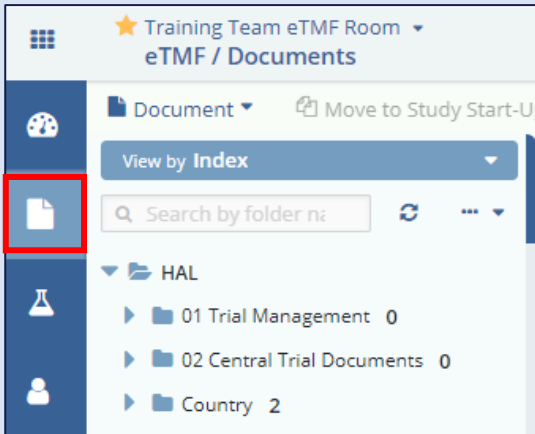 Training Team eTMF Room
eTMF / Documents
Document Move to Study Start-U
View by Index
Search by folder na
HAL
01 Trial Management 0
02 Central Trial Documents 0
Country 2